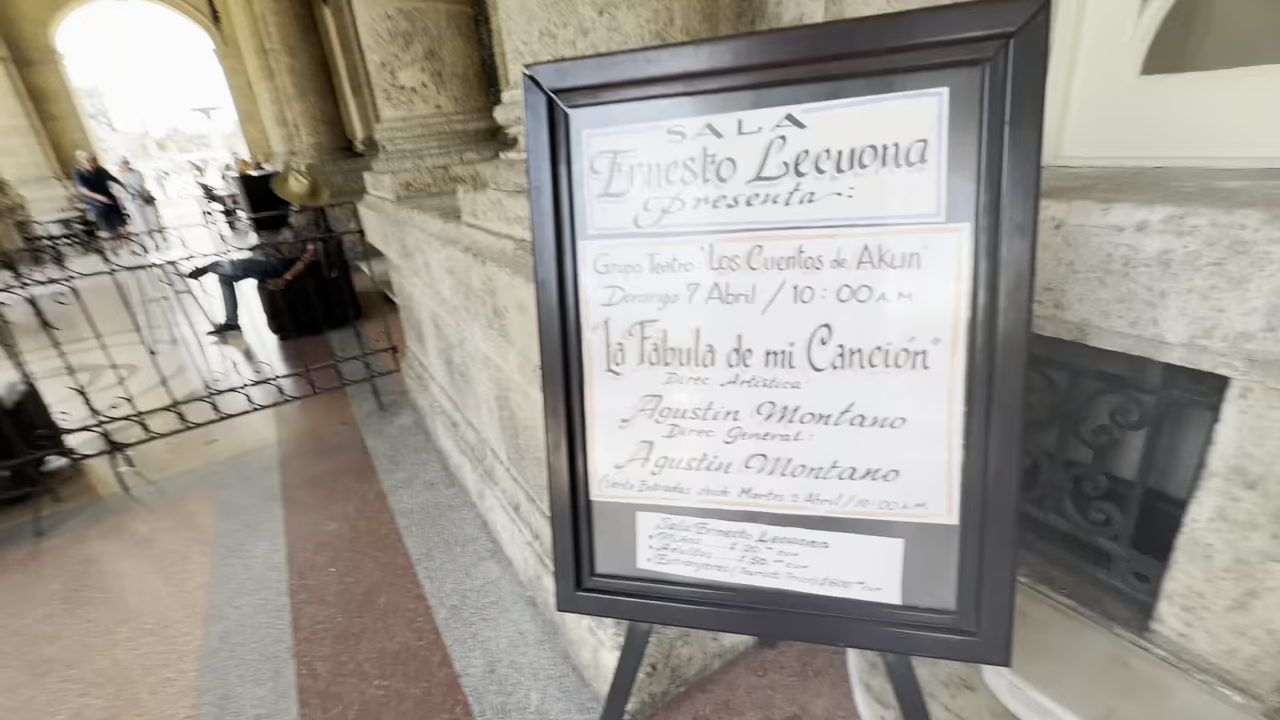 SALA
Ernesto Lecuona
Presenta:
Grupo Teatro: "Los Cuentos de Akun"
Domingo 7 Abril / 10:00 A M
"La Fábula de mi Canción"
Direc. Artística:
Agustín Montano
Direc. General:
Agustín Montano
(Venta Entradas desde Martes 2 Abril / 10:00 a.m.
Sala Ernesto Lecuona
Niños
Adultos
Extranjeros